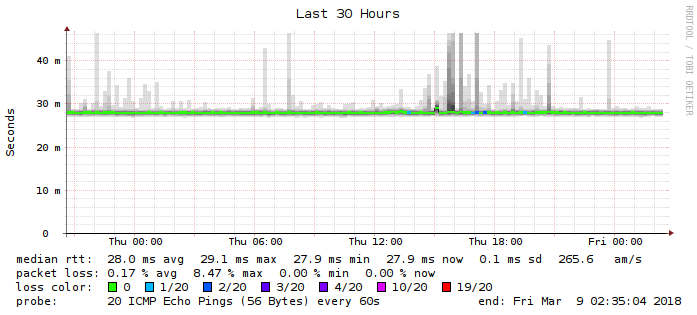 Last 30 Hours
RRDTOOL / TOBI OETIKER
Seconds
40 m
30 m
20 m
10 m
0
Thu 00:00 Thu 06:00 Thu 12:00 Thu 18:00 Fri 00:00
median rtt: 28.0 ms avg 29.1 ms max 27.9 ms min 27.9 ms now 0.1 ms sd 265.6 am/s
packet loss: 0.17 % avg 8.47 % max 0.00 % min 0.00 % now
loss color: 0 1/20 2/20 3/20 4/20 10/20 19/20
probe: 20 ICMP Echo Pings (56 Bytes) every 60s end: Fri Mar 9 02:35:04 2018